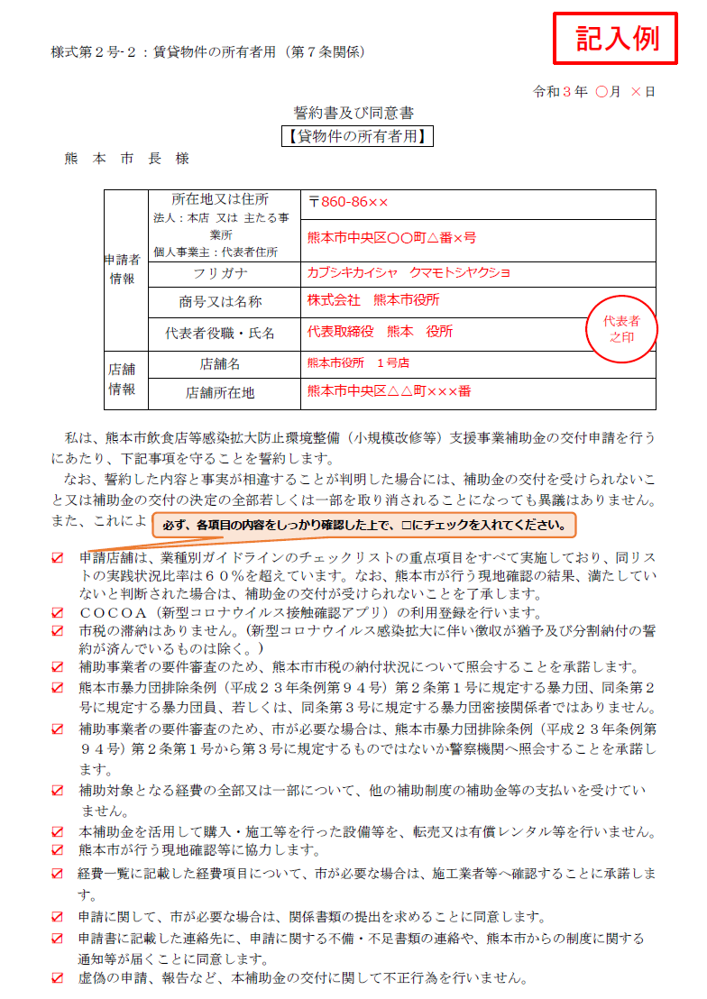 記入例
様式第２号-２：賃貸物件の所有者用（第７条関係）
令和３年 〇月 ×日
誓約書及び同意書
【貸物件の所有者用】
熊 本 市 長 様
申請者
情報
所在地又は住所
法人：本店 又は 主たる事
業所
個人事業主：代表者住所
〒860-86××
熊本市中央区〇〇町△番×号
フリガナ
カブシキカイシャ　クマモトシヤクショ
商号又は名称
株式会社　熊本市役所
代表者役職・氏名
代表取締役　熊本　役所
代表者
之印
店舗
情報
店舗名
熊本市役所　１号店
店舗所在地
熊本市中央区△△町×××番
私は、熊本市飲食店等感染拡大防止環境整備（小規模改修等）支援事業補助金の交付申請を行う
にあたり、下記事項を守ることを誓約します。
なお、誓約した内容と事実が相違することが判明した場合には、補助金の交付を受けられないこ
と又は補助金の交付の決定の全部若しくは一部を取り消されることになっても異議はありません。
また、これによ
必ず、各項目の内容をしっかり確認した上で、□にチェックを入れてください。
☑ 申請店舗は、業種別ガイドラインのチェックリストの重点項目をすべて実施しており、同リス
トの実践状況比率は６０％を超えています。なお、熊本市が行う現地確認の結果、満たしてい
ないと判断された場合は、補助金の交付が受けられないことを了承します。
☑ ＣＯＣＯＡ（新型コロナウイルス接触確認アプリ）の利用登録を行います。
☑ 市税の滞納はありません。(新型コロナウイルス感染拡大に伴い徴収が猶予及び分割納付の誓
約が済んでいるものは除く。)
☑ 補助事業者の要件審査のため、熊本市市税の納付状況について照会することを承諾します。
☑ 熊本市暴力団排除条例（平成２３年条例第９４号）第２条第１号に規定する暴力団、同条第２
号に規定する暴力団員、若しくは、同条第３号に規定する暴力団密接関係者ではありません。
☑ 補助事業者の要件審査のため、市が必要な場合は、熊本市暴力団排除条例（平成２３年条例第
９４号）第２条第１号から第３号に規定するものではないか警察機関へ照会することを承諾し
ます。
☑ 補助対象となる経費の全部又は一部について、他の補助制度の補助金等の支払いを受けてい
ません。
☑ 本補助金を活用して購入・施工等を行った設備等を、転売又は有償レンタル等を行いません。
☑ 熊本市が行う現地確認等に協力します。
☑ 経費一覧に記載した経費項目について、市が必要な場合は、施工業者等へ確認することに承諾しま
す。
☑ 申請に関して、市が必要な場合は、関係書類の提出を求めることに同意します。
☑ 申請書に記載した連絡先に、申請に関する不備・不足書類の連絡や、熊本市からの制度に関する
通知等が届くことに同意します。
☑ 虚偽の申請、報告など、本補助金の交付に関して不正行為を行いません。